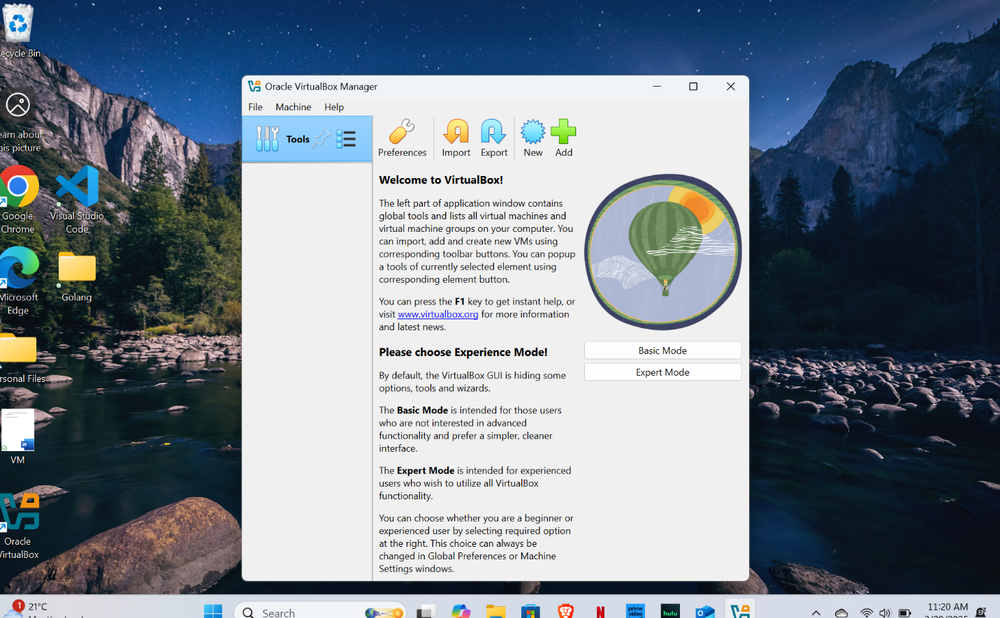 Recycle Bin
Learn about
this picture
Google
Chrome
Visual Studio
Code
Microsoft
Edge
Golang
Personal Files
VM
Oracle
VirtualBox
Oracle VirtualBox Manager
File Machine Help
Tools
Preferences Import Export New Add
Welcome to VirtualBox!
The left part of application window contains
global tools and lists all virtual machines and
virtual machine groups on your computer. You
can import, add and create new VMs using
corresponding toolbar buttons. You can popup
a tools of currently selected element using
corresponding element button.
You can press the F1 key to get instant help, or
visit www.virtualbox.org for more information
and latest news.
Please choose Experience Mode!
By default, the VirtualBox GUI is hiding some
options, tools and wizards.
The Basic Mode is intended for those users
who are not interested in advanced
functionality and prefer a simpler, cleaner
interface.
The Expert Mode is intended for experienced
users who wish to utilize all VirtualBox
functionality.
You can choose whether you are a beginner or
experienced user by selecting required option
at the right. This choice can always be
changed in Global Preferences or Machine
Settings windows.
Basic Mode
Expert Mode
1
21°C
Search
prime
video
hulu
11:20 AM